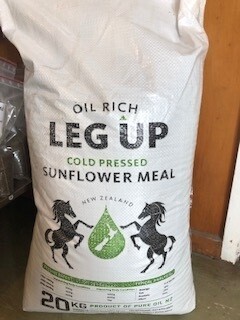 OIL RICH
LEG UP
COLD PRESSED
SUNFLOWER MEAL
NEW ZEALAND
20KG PRODUCT OF PURE OIL NZ